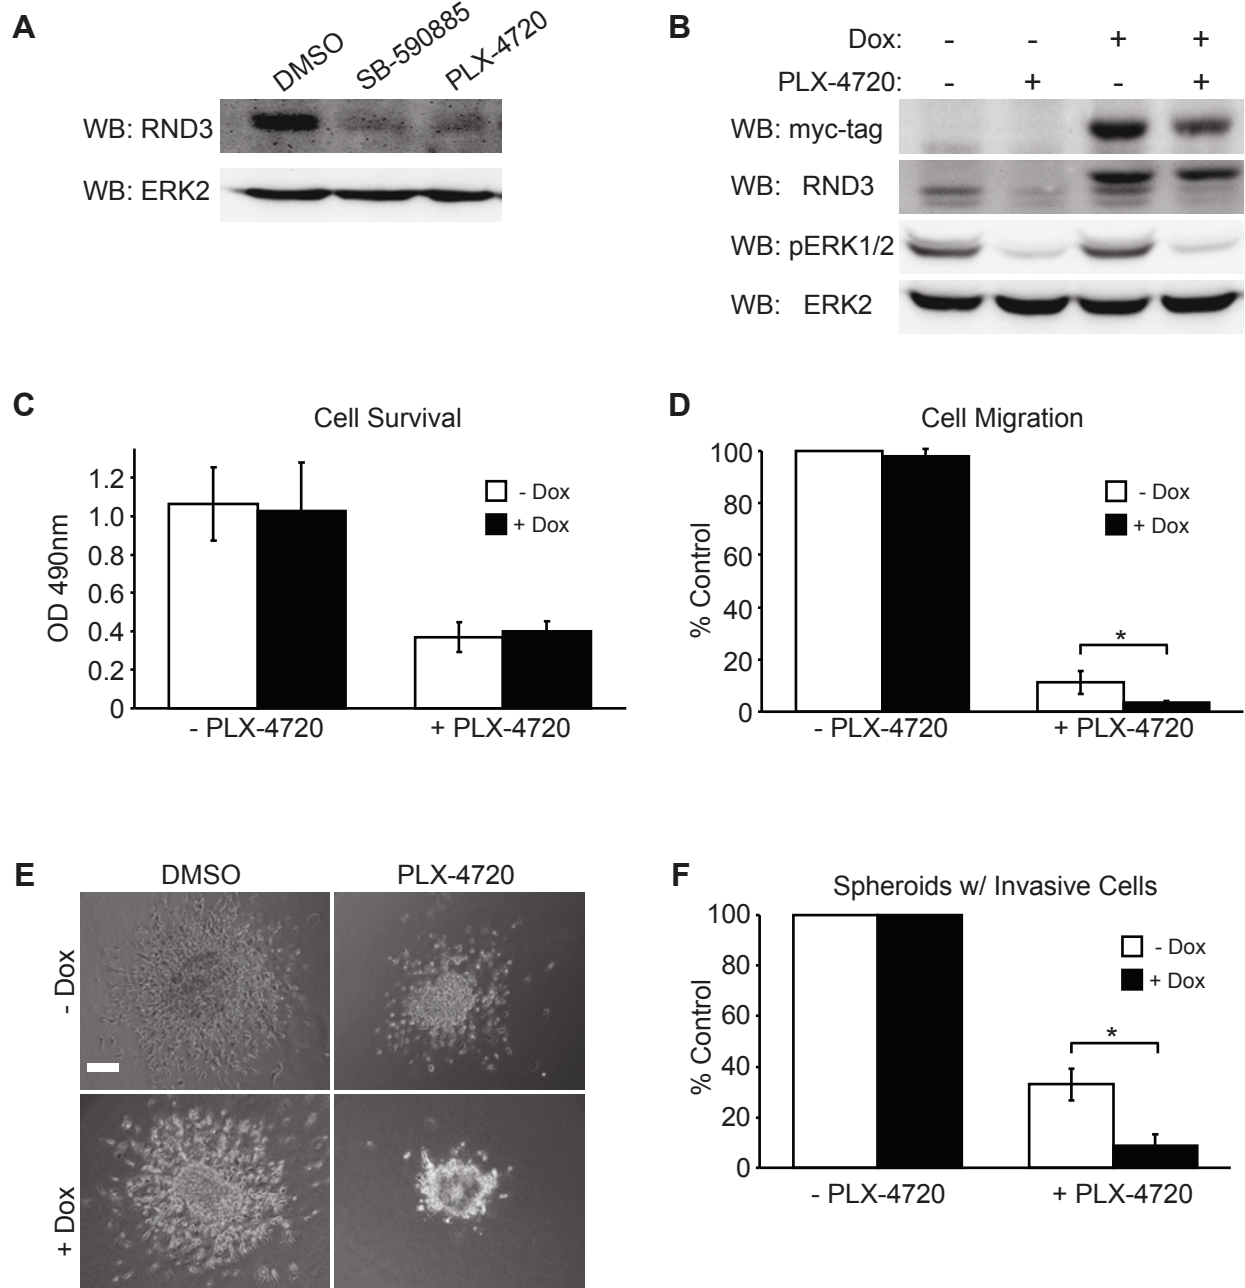 A
DMSO
SB-590885
PLX-4720
WB: RND3
WB: ERK2
B
Dox: - - + +
PLX-4720: - + - +
WB: myc-tag
WB: RND3
WB: pERK1/2
WB: ERK2
C
Cell Survival
OD 490nm
1.2
1.0
0.8
0.6
0.4
0.2
0
- Dox
+ Dox
- PLX-4720
+ PLX-4720
D
Cell Migration
% Control
100
80
60
40
20
0
- Dox
+ Dox
*
- PLX-4720
+ PLX-4720
E
DMSO
PLX-4720
- Dox
+ Dox
F
Spheroids w/ Invasive Cells
% Control
100
80
60
40
20
0
- Dox
+ Dox
*
- PLX-4720
+ PLX-4720